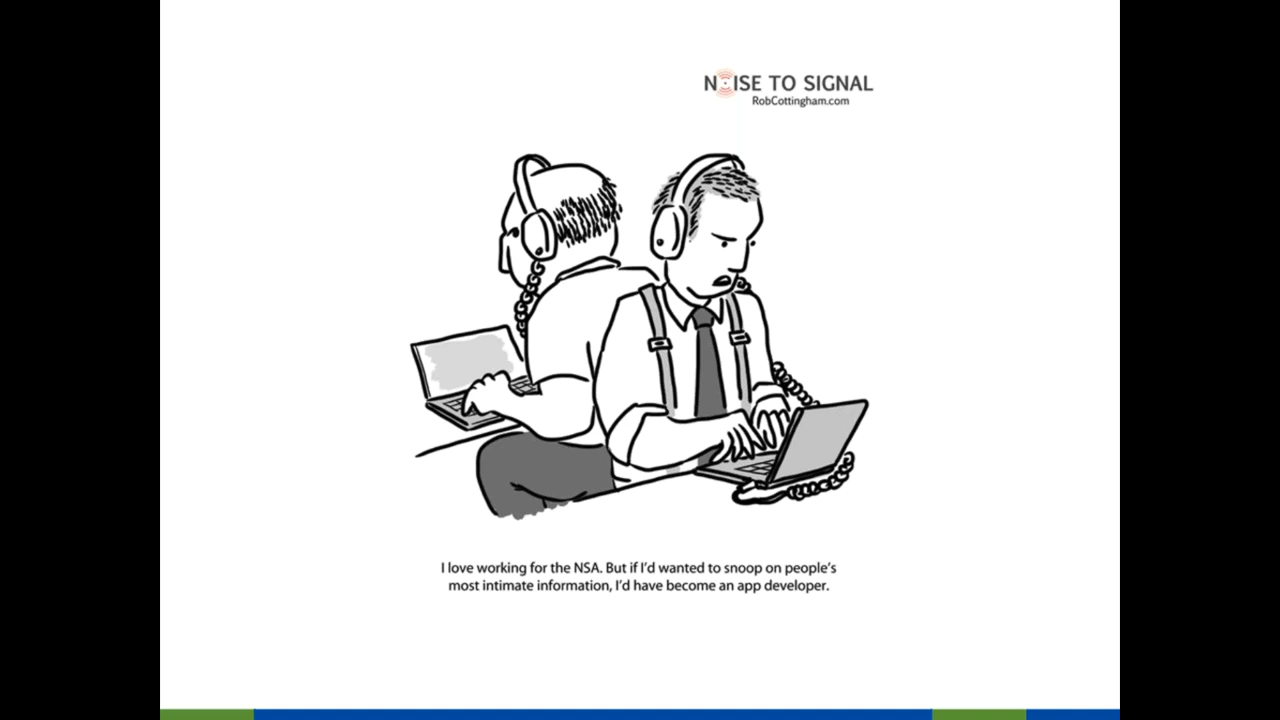 NOISE TO SIGNAL
RobCottingham.com
I love working for the NSA. But if I'd wanted to snoop on people's
most intimate information, I'd have become an app developer.